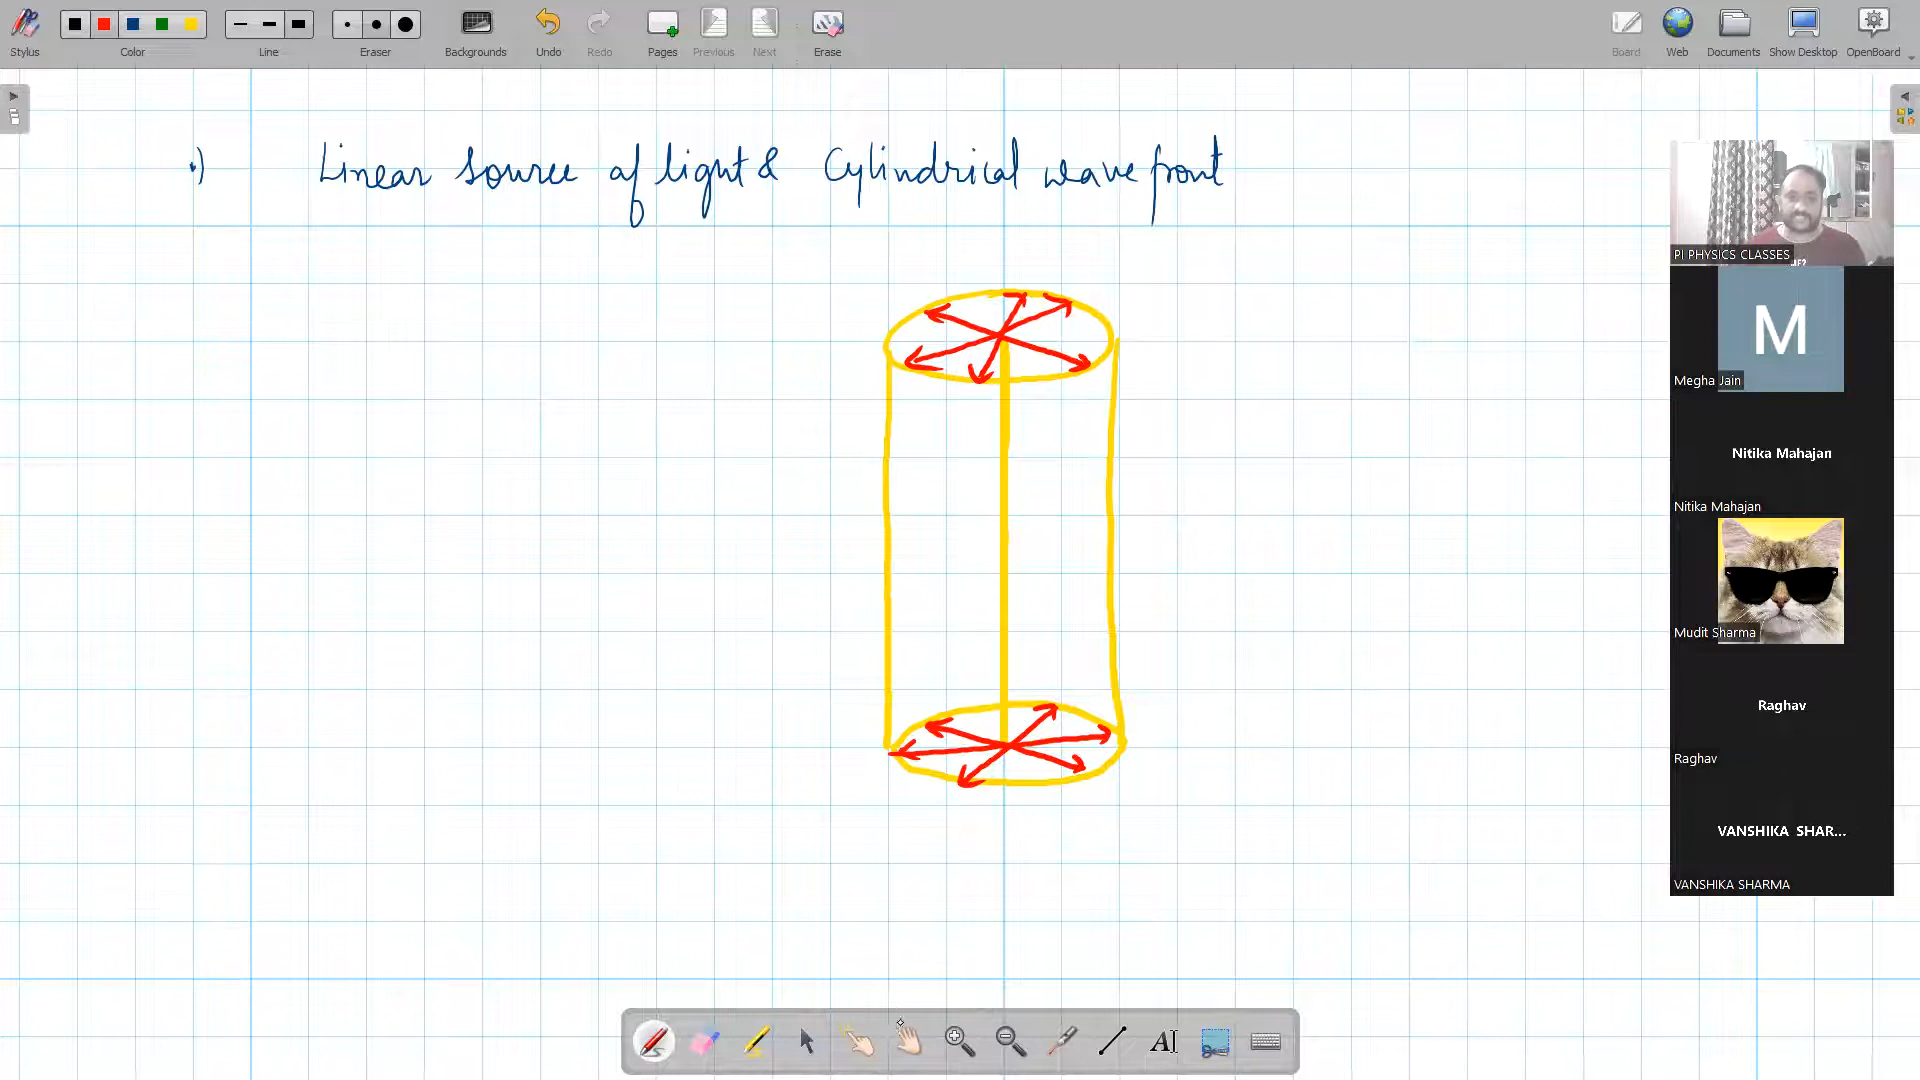 Stylus
Color
Line
Eraser
Backgrounds
Undo
Redo
Pages
Previous
Next
Erase
Board
Web
Documents
Show Desktop
OpenBoard
•) Linear source of light & Cylindrical wave front
PI PHYSICS CLASSES
M
Megha Jain
Nitika Mahajan
Nitika Mahajan
Mudit Sharma
Raghav
Raghav
VANSHIKA SHAR...
VANSHIKA SHARMA
AI